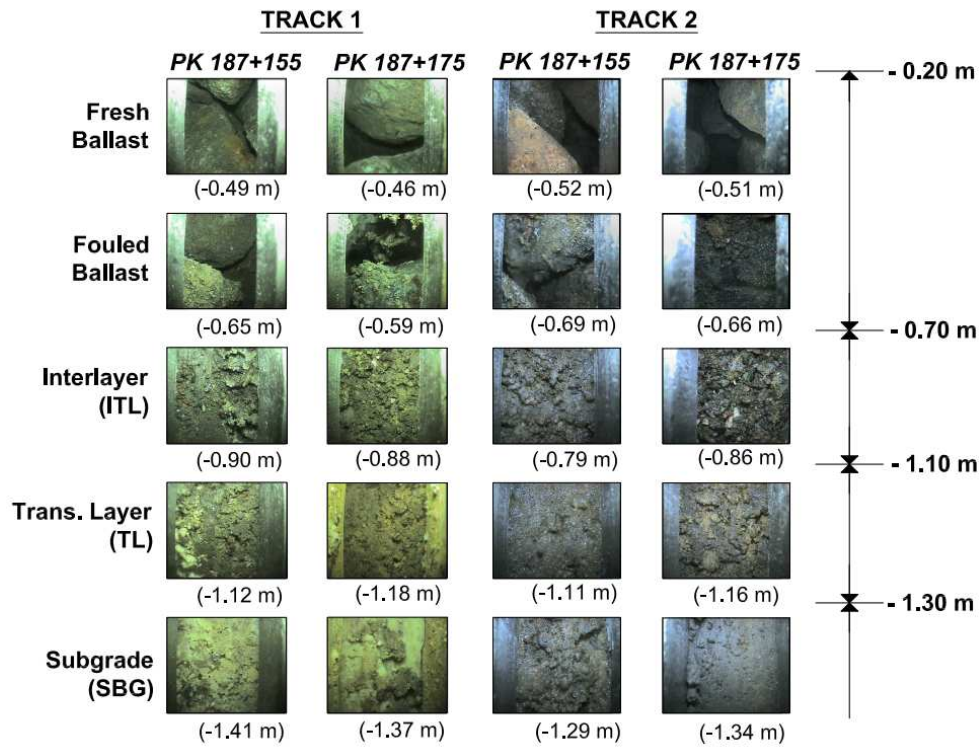 TRACK 1 TRACK 2
PK 187+155 PK 187+175 PK 187+155 PK 187+175
- 0.20 m
Fresh
Ballast
(-0.49 m) (-0.46 m) (-0.52 m) (-0.51 m)
Fouled
Ballast
(-0.65 m) (-0.59 m) (-0.69 m) (-0.66 m)
- 0.70 m
Interlayer
(ITL)
(-0.90 m) (-0.88 m) (-0.79 m) (-0.86 m)
- 1.10 m
Trans. Layer
(TL)
(-1.12 m) (-1.18 m) (-1.11 m) (-1.16 m)
- 1.30 m
Subgrade
(SBG)
(-1.41 m) (-1.37 m) (-1.29 m) (-1.34 m)